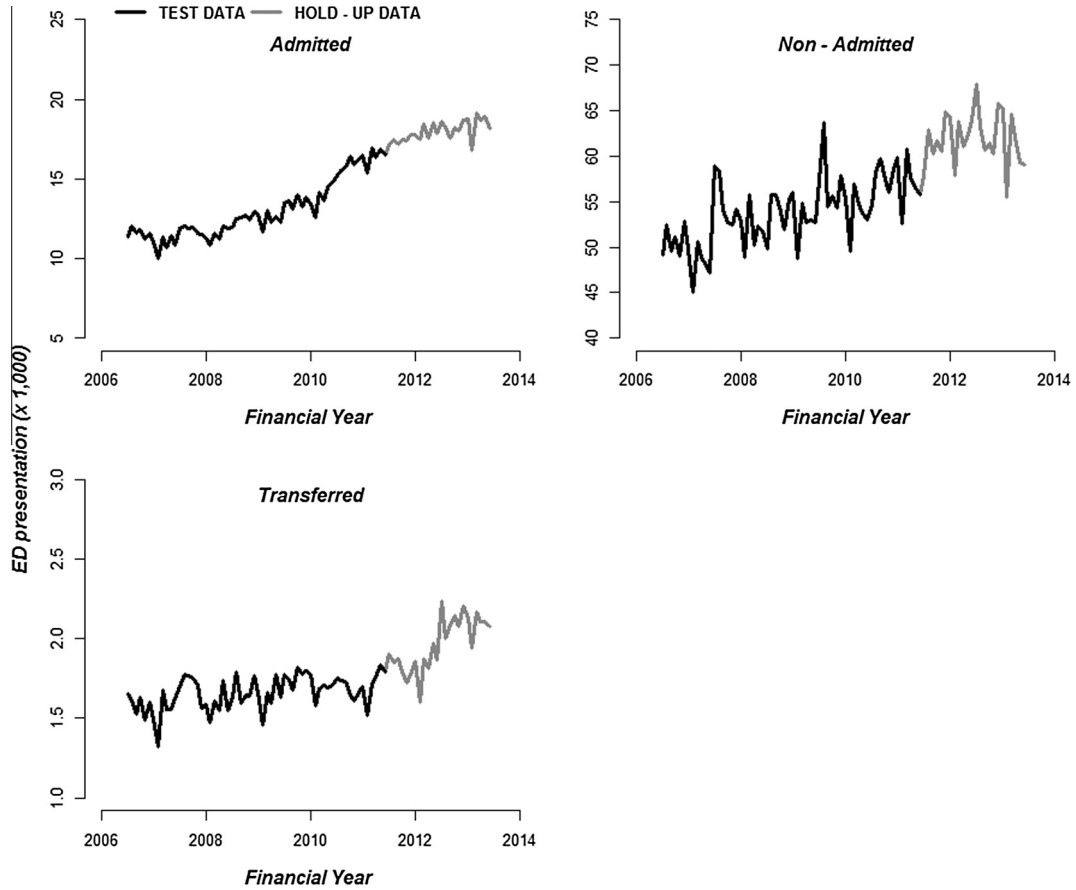 TEST DATA HOLD - UP DATA
Admitted
25
20
15
10
5
2006 2008 2010 2012 2014
Financial Year
Non - Admitted
75
70
65
60
55
50
45
40
2006 2008 2010 2012 2014
Financial Year
ED presentation (x 1,000)
Transferred
3.0
2.5
2.0
1.5
1.0
2006 2008 2010 2012 2014
Financial Year